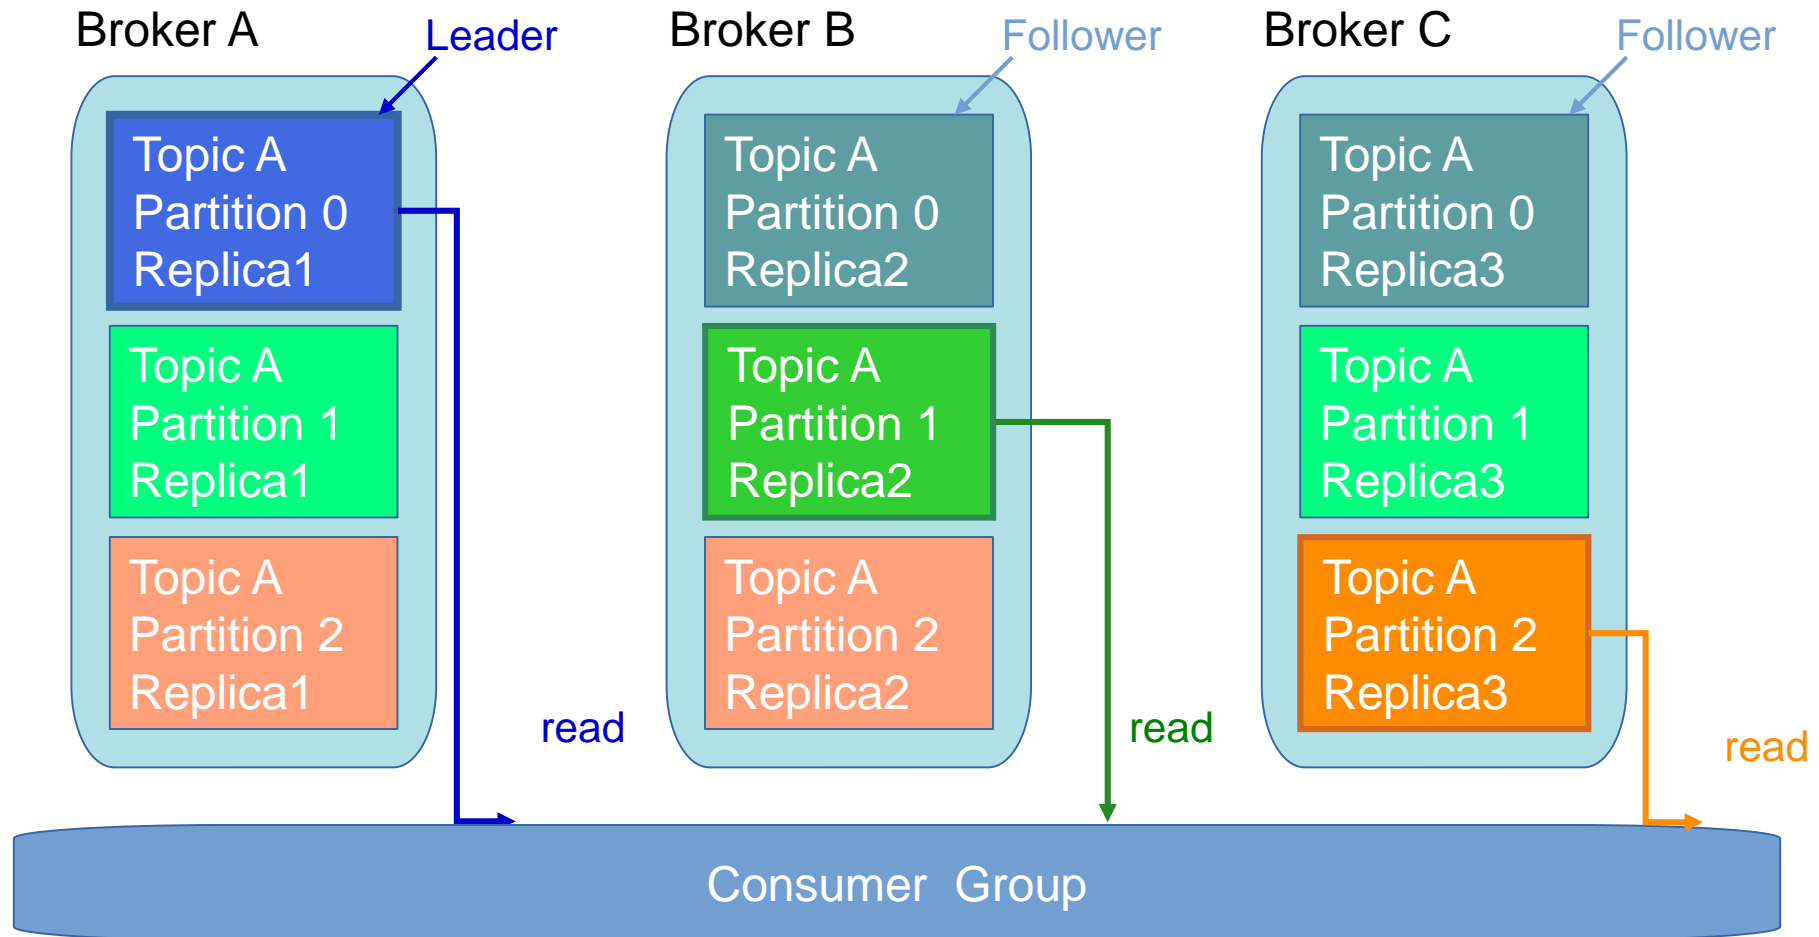 Broker A
Leader
Broker B
Follower
Broker C
Follower
Topic A
Partition 0
Replica1
Topic A
Partition 0
Replica2
Topic A
Partition 0
Replica3
Topic A
Partition 1
Replica1
Topic A
Partition 1
Replica2
Topic A
Partition 1
Replica3
Topic A
Partition 2
Replica1
Topic A
Partition 2
Replica2
Topic A
Partition 2
Replica3
read
read
read
Consumer Group